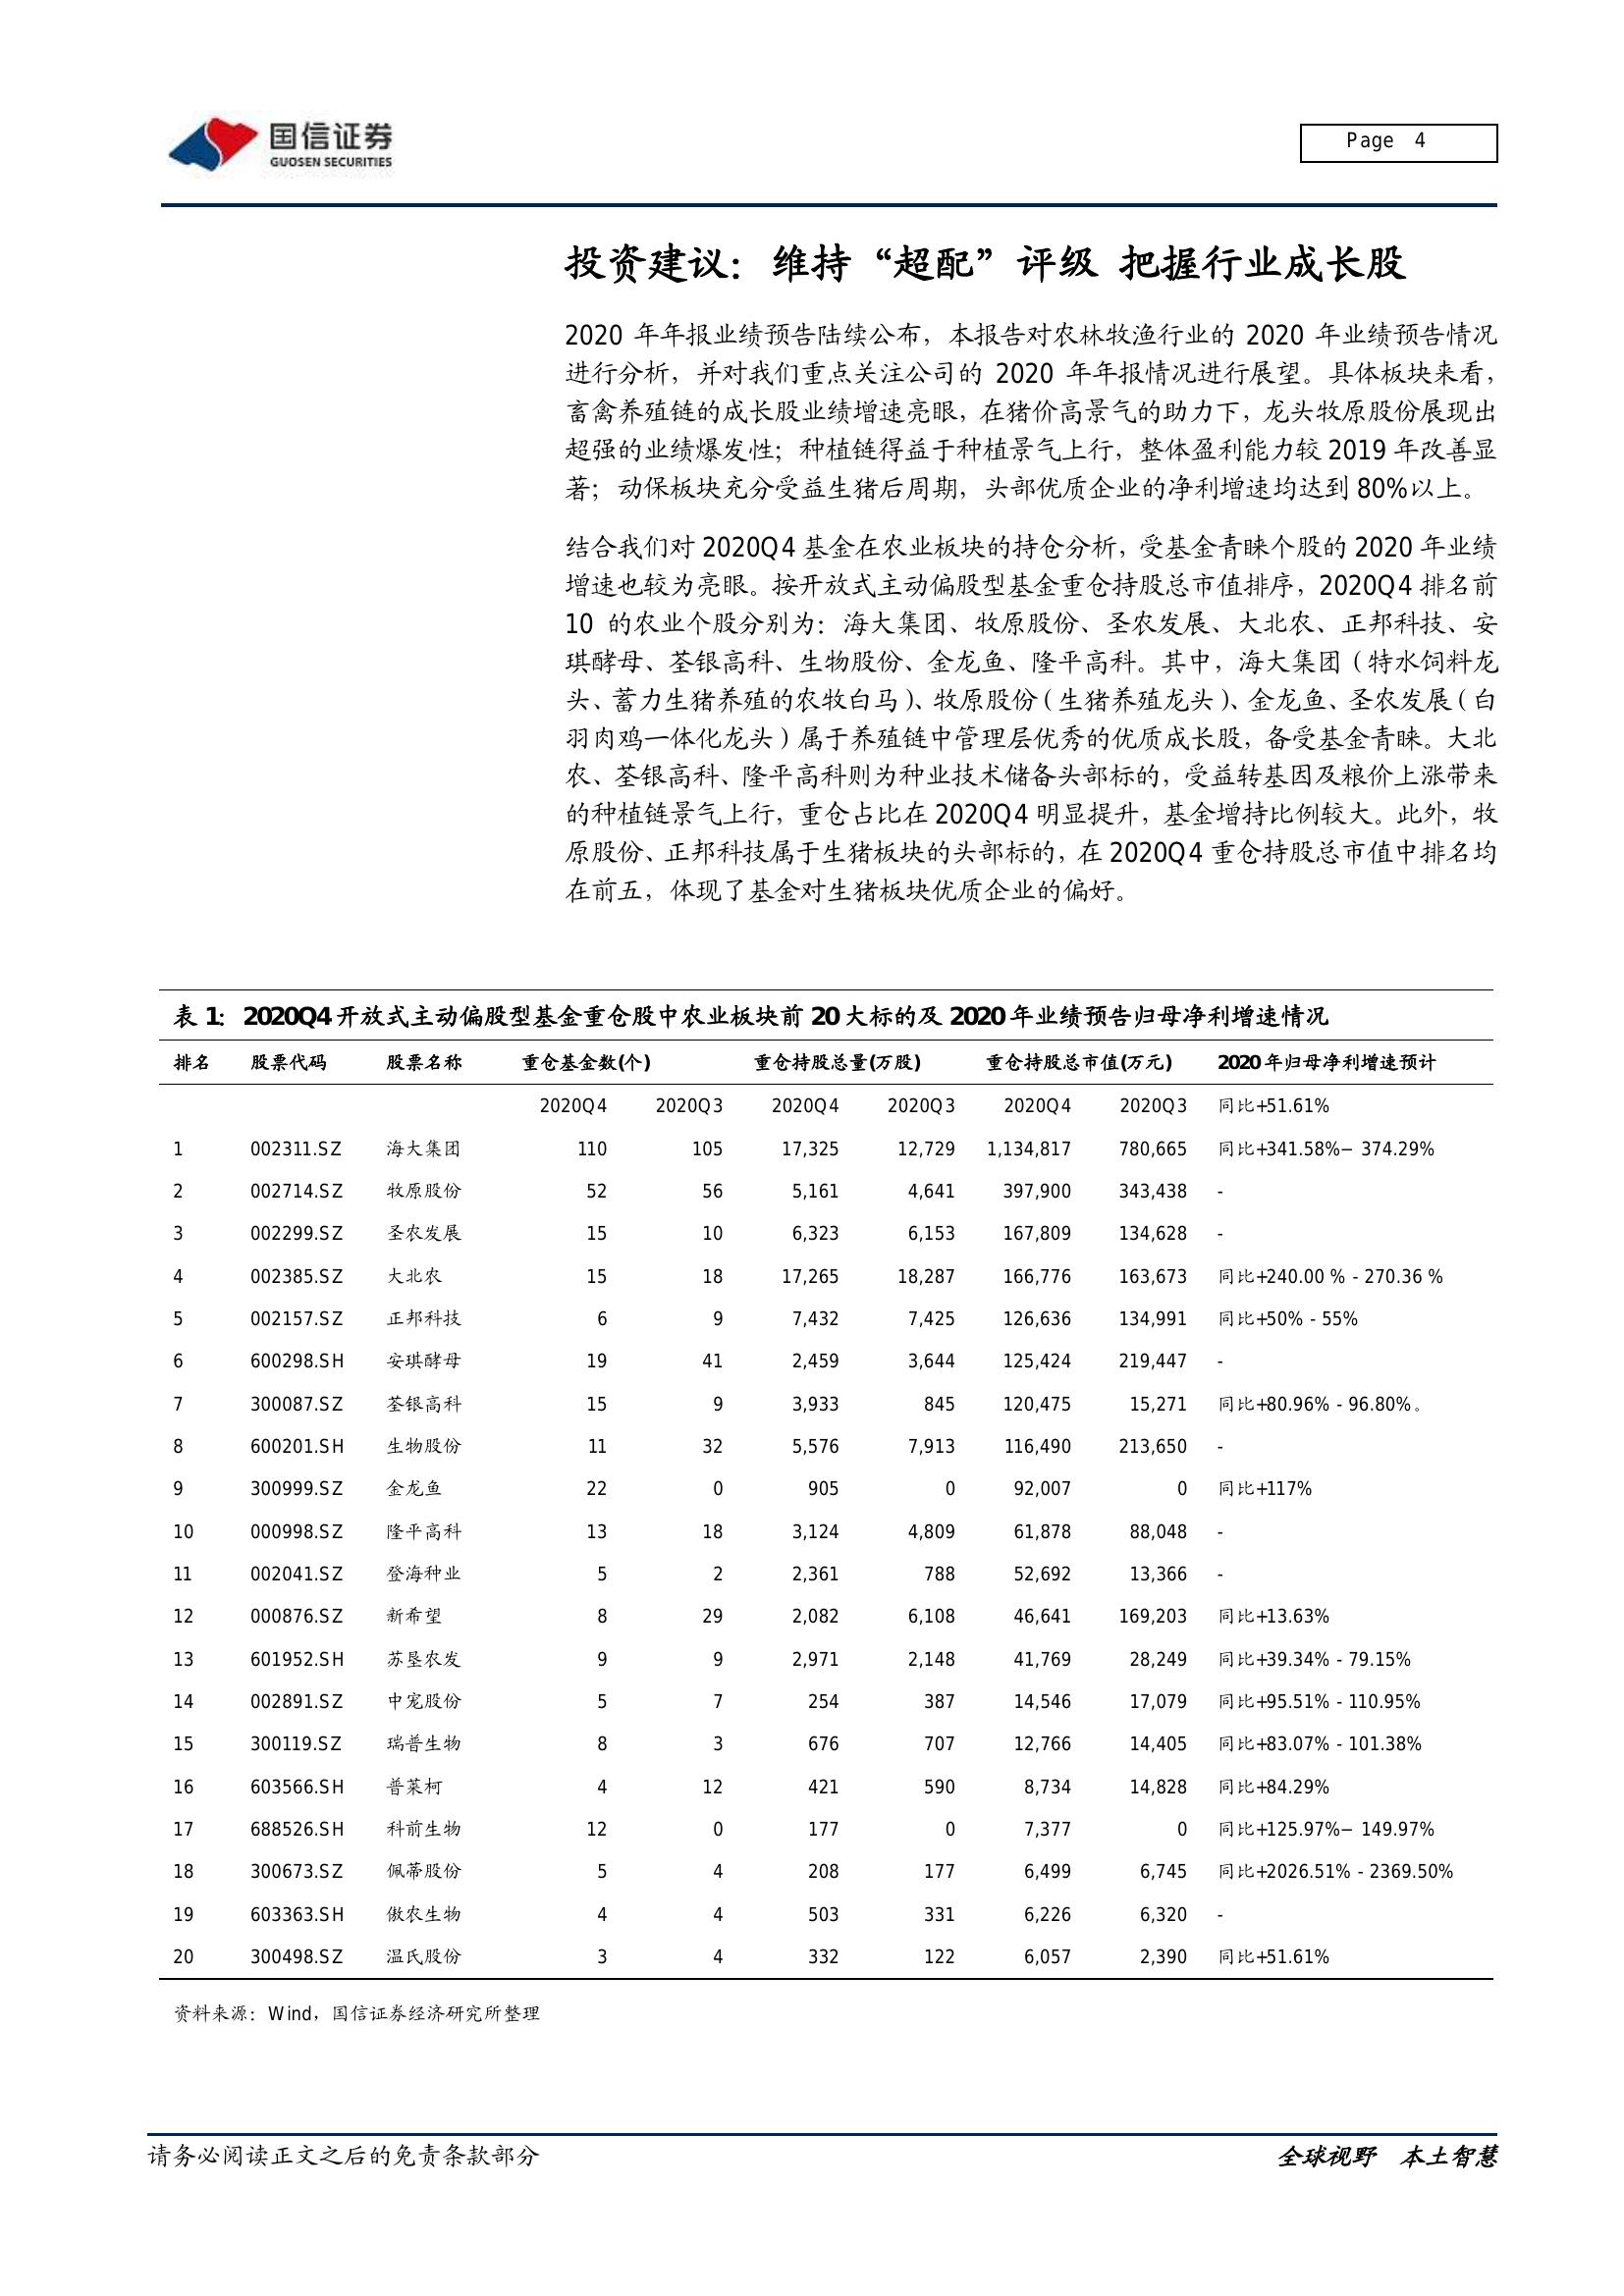 国信证券
GUOSEN SECURITIES
Page 4
投资建议：维持“超配”评级 把握行业成长股
2020 年年报业绩预告陆续公布，本报告对农林牧渔行业的 2020 年业绩预告情况
进行分析，并对我们重点关注公司的 2020 年年报情况进行展望。具体板块来看，
畜禽养殖链的成长股业绩增速亮眼，在猪价高景气的助力下，龙头牧原股份展现出
超强的业绩爆发性；种植链得益于种植景气上行，整体盈利能力较 2019 年改善显
著；动保板块充分受益生猪后周期，头部优质企业的净利增速均达到 80%以上。
结合我们对 2020Q4 基金在农业板块的持仓分析，受基金青睐个股的 2020 年业绩
增速也较为亮眼。按开放式主动偏股型基金重仓持股总市值排序，2020Q4 排名前
10 的农业个股分别为：海大集团、牧原股份、圣农发展、大北农、正邦科技、安
琪酵母、荃银高科、生物股份、金龙鱼、隆平高科。其中，海大集团（特水饲料龙
头、蓄力生猪养殖的农牧白马）、牧原股份（生猪养殖龙头）、金龙鱼、圣农发展（白
羽肉鸡一体化龙头）属于养殖链中管理层优秀的优质成长股，备受基金青睐。大北
农、荃银高科、隆平高科则为种业技术储备头部标的，受益转基因及粮价上涨带来
的种植链景气上行，重仓占比在 2020Q4 明显提升，基金增持比例较大。此外，牧
原股份、正邦科技属于生猪板块的头部标的，在 2020Q4 重仓持股总市值中排名均
在前五，体现了基金对生猪板块优质企业的偏好。
表 1：2020Q4 开放式主动偏股型基金重仓股中农业板块前 20 大标的及 2020 年业绩预告归母净利增速情况
排名 股票代码 股票名称 重仓基金数(个) 重仓持股总量(万股) 重仓持股总市值(万元) 2020 年归母净利增速预计
2020Q4 2020Q3 2020Q4 2020Q3 2020Q4 2020Q3 同比+51.61%
1 002311.SZ 海大集团 110 105 17,325 12,729 1,134,817 780,665 同比+341.58%– 374.29%
2 002714.SZ 牧原股份 52 56 5,161 4,641 397,900 343,438 -
3 002299.SZ 圣农发展 15 10 6,323 6,153 167,809 134,628 -
4 002385.SZ 大北农 15 18 17,265 18,287 166,776 163,673 同比+240.00 % - 270.36 %
5 002157.SZ 正邦科技 6 9 7,432 7,425 126,636 134,991 同比+50% - 55%
6 600298.SH 安琪酵母 19 41 2,459 3,644 125,424 219,447 -
7 300087.SZ 荃银高科 15 9 3,933 845 120,475 15,271 同比+80.96% - 96.80%。
8 600201.SH 生物股份 11 32 5,576 7,913 116,490 213,650 -
9 300999.SZ 金龙鱼 22 0 905 0 92,007 0 同比+117%
10 000998.SZ 隆平高科 13 18 3,124 4,809 61,878 88,048 -
11 002041.SZ 登海种业 5 2 2,361 788 52,692 13,366 -
12 000876.SZ 新希望 8 29 2,082 6,108 46,641 169,203 同比+13.63%
13 601952.SH 苏垦农发 9 9 2,971 2,148 41,769 28,249 同比+39.34% - 79.15%
14 002891.SZ 中宠股份 5 7 254 387 14,546 17,079 同比+95.51% - 110.95%
15 300119.SZ 瑞普生物 8 3 676 707 12,766 14,405 同比+83.07% - 101.38%
16 603566.SH 普莱柯 4 12 421 590 8,734 14,828 同比+84.29%
17 688526.SH 科前生物 12 0 177 0 7,377 0 同比+125.97%– 149.97%
18 300673.SZ 佩蒂股份 5 4 208 177 6,499 6,745 同比+2026.51% - 2369.50%
19 603363.SH 傲农生物 4 4 503 331 6,226 6,320 -
20 300498.SZ 温氏股份 3 4 332 122 6,057 2,390 同比+51.61%
资料来源：Wind，国信证券经济研究所整理
请务必阅读正文之后的免责条款部分
全球视野 本土智慧